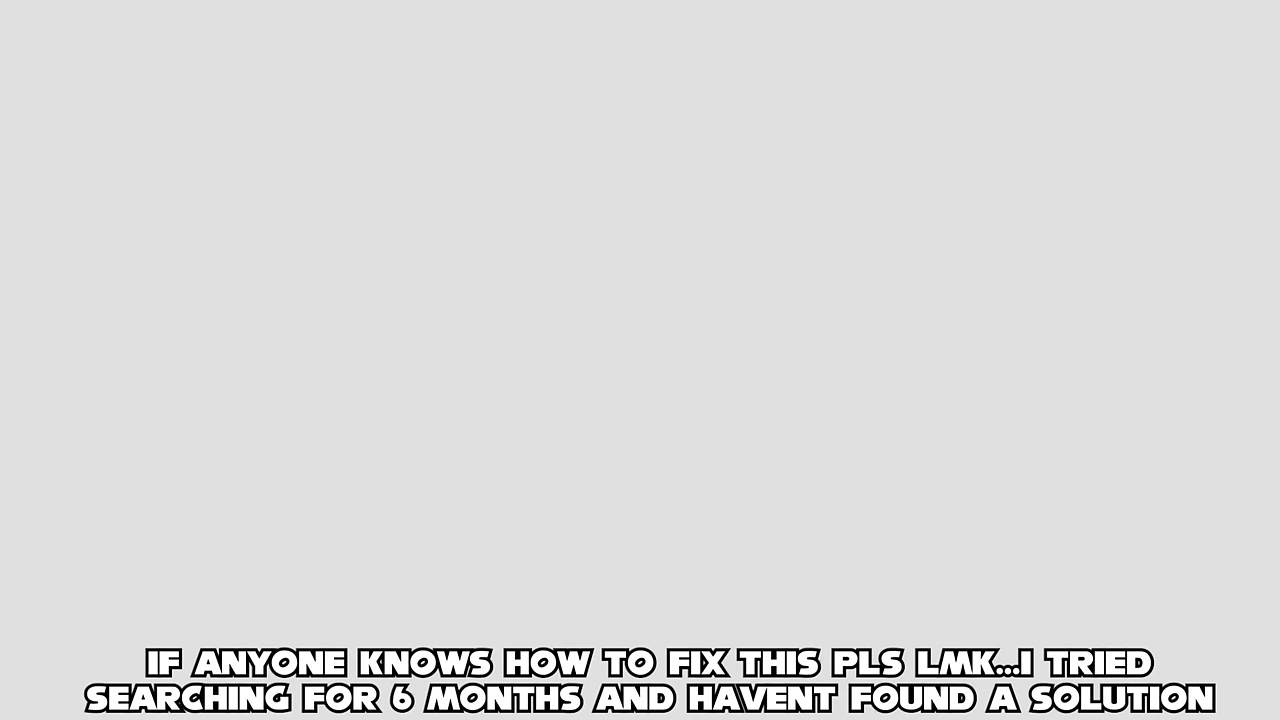 IF ANYONE KNOWS HOW TO FIX THIS PLS LMK...I TRIED
SEARCHING FOR 6 MONTHS AND HAVENT FOUND A SOLUTION